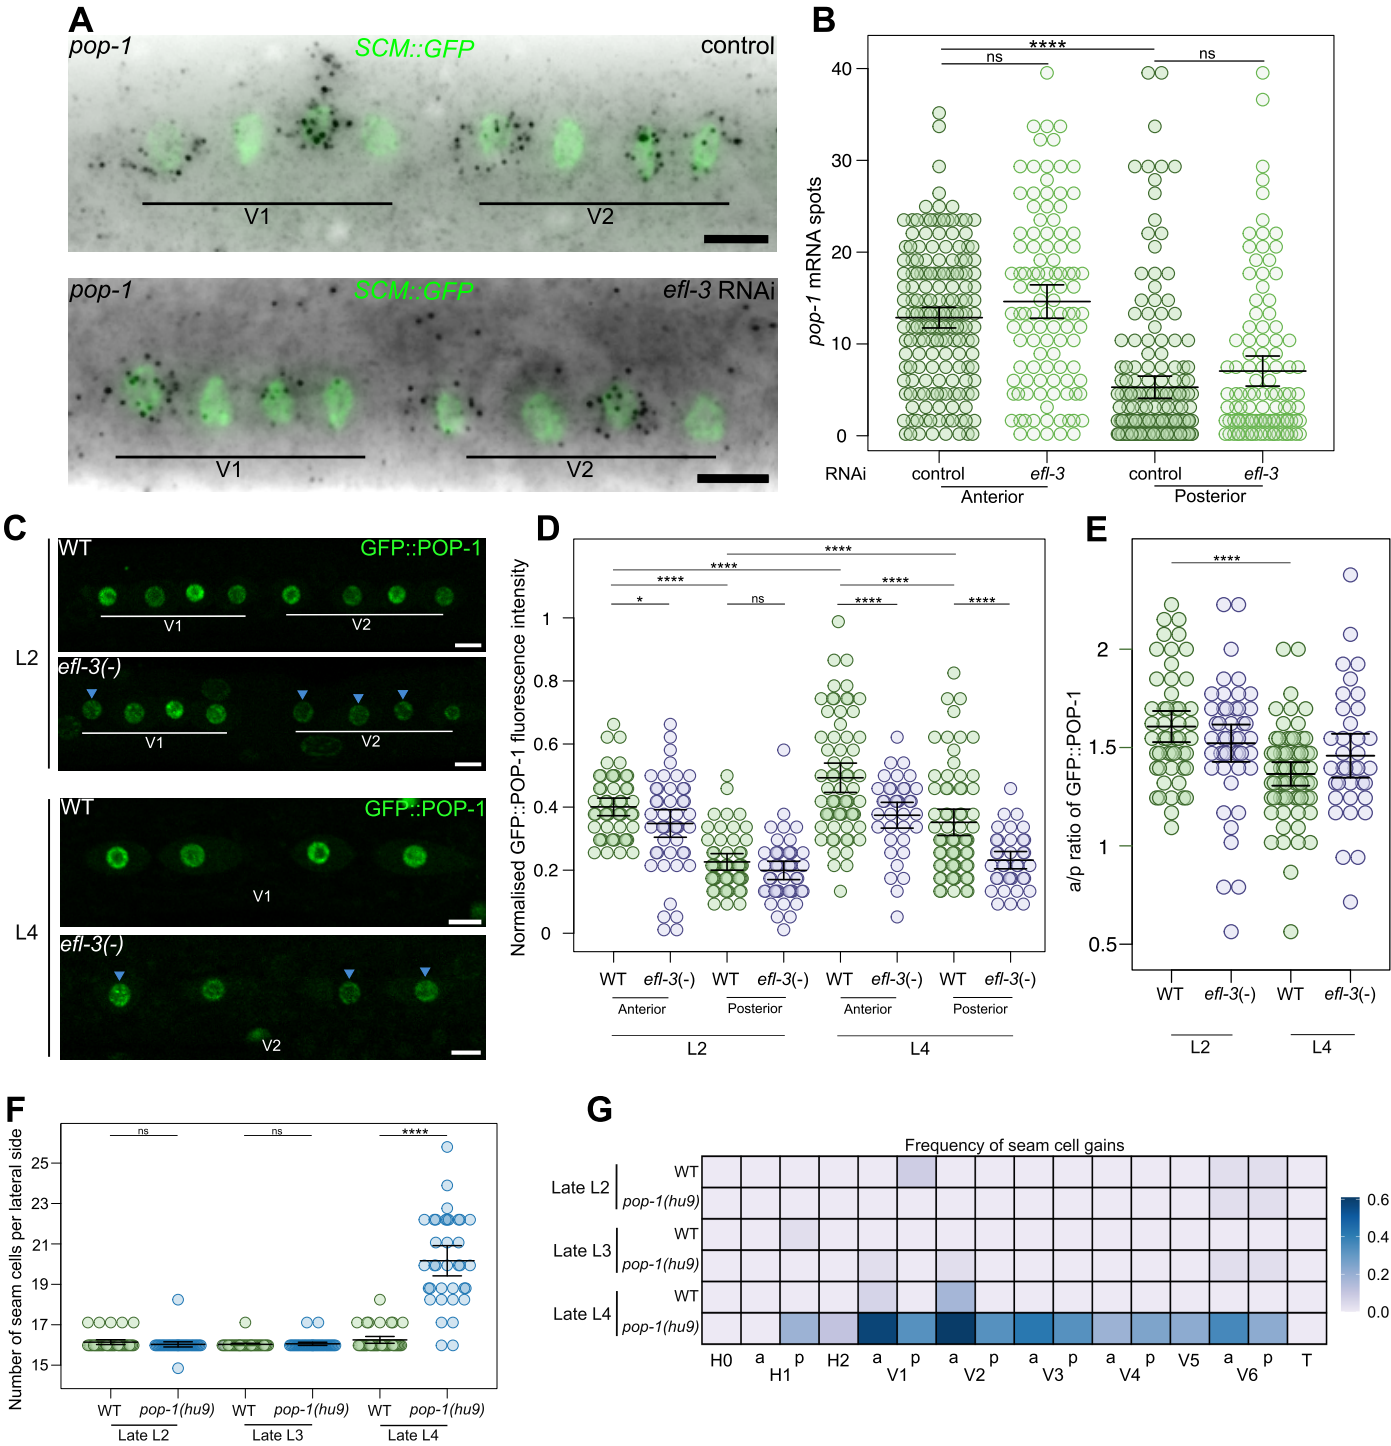 A
pop-1 SCM::GFP control
V1 V2
pop-1 SCM::GFP efl-3 RNAi
V1 V2
B
**** 
ns ns
40
30
20
10
0
pop-1 mRNA spots
RNAi control efl-3 control efl-3
Anterior Posterior
C
WT GFP::POP-1
V1 V2
L2
efl-3(-)
V1 V2
WT GFP::POP-1
V1
L4
efl-3(-)
V2
D
****
****
**** ****
* ns **** ****
1
0.8
0.6
0.4
0.2
0
Normalised GFP::POP-1 fluorescence intensity
WT efl-3(-) WT efl-3(-) WT efl-3(-) WT efl-3(-)
Anterior Posterior Anterior Posterior
L2 L4
E
****
2
1.5
1
0.5
a/p ratio of GFP::POP-1
WT efl-3(-) WT efl-3(-)
L2 L4
F
ns ns ****
25
23
21
19
17
15
Number of seam cells per lateral side
WT pop-1(hu9) WT pop-1(hu9) WT pop-1(hu9)
Late L2 Late L3 Late L4
G
Frequency of seam cell gains
Late L2 WT
pop-1(hu9)
Late L3 WT
pop-1(hu9)
Late L4 WT
pop-1(hu9)
0.6
0.4
0.2
0.0
H0 a p H2 a p a p a p a p V5 a p T
H1 V1 V2 V3 V4 V6